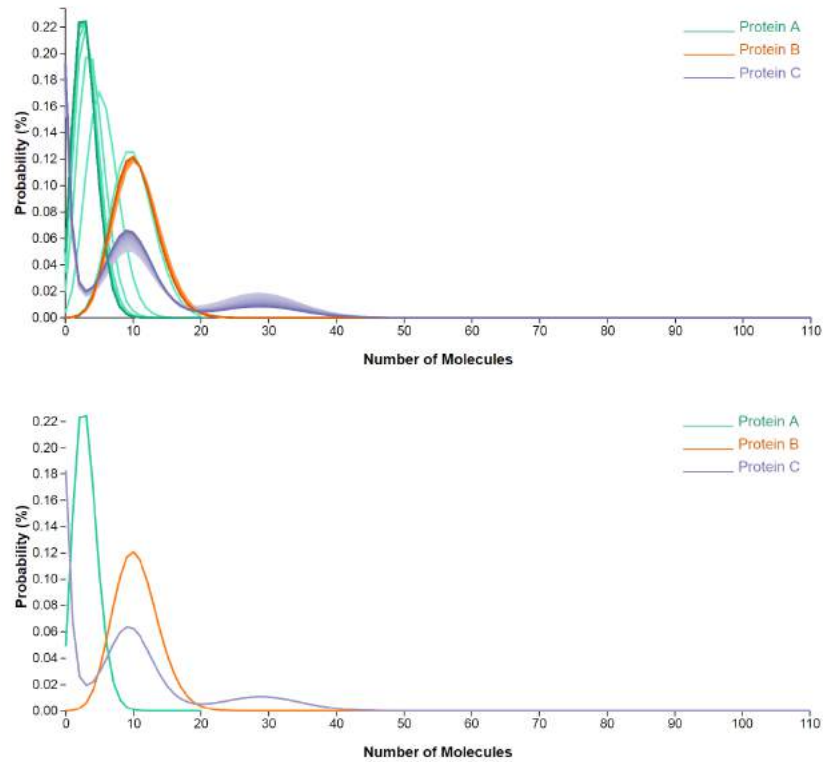 Protein A
Protein B
Protein C
0.22
0.20
0.18
0.16
0.14
0.12
0.10
0.08
0.06
0.04
0.02
0.00
Probability (%)
0 10 20 30 40 50 60 70 80 90 100 110
Number of Molecules
Protein A
Protein B
Protein C
0.22
0.20
0.18
0.16
0.14
0.12
0.10
0.08
0.06
0.04
0.02
0.00
Probability (%)
0 10 20 30 40 50 60 70 80 90 100 110
Number of Molecules